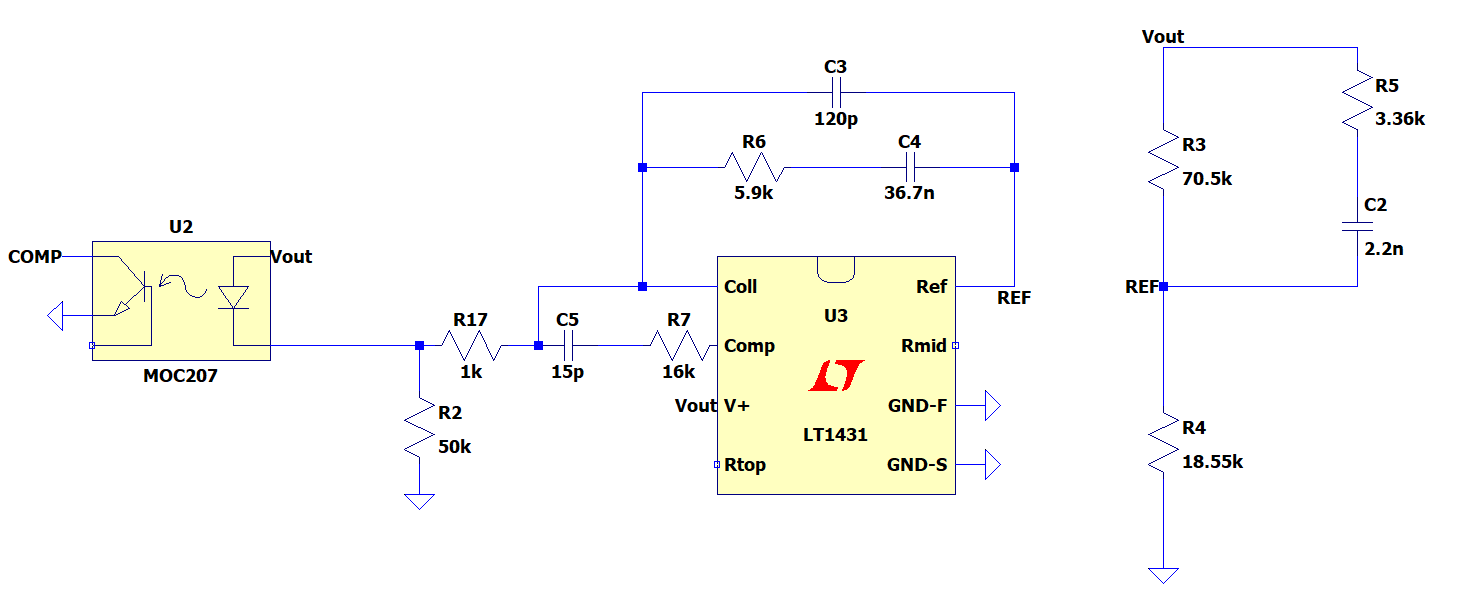 Vout
C3
R5
120p
3.36k
R6
C4
R3
5.9k
36.7n
70.5k
C2
U2
2.2n
COMP
Vout
Coll
Ref
REF
REF
U3
R17
C5
R7
Comp
Rmid
1k
15p
16k
MOC207
Vout
V+
GND-F
R2
50k
LT1431
R4
18.55k
Rtop
GND-S